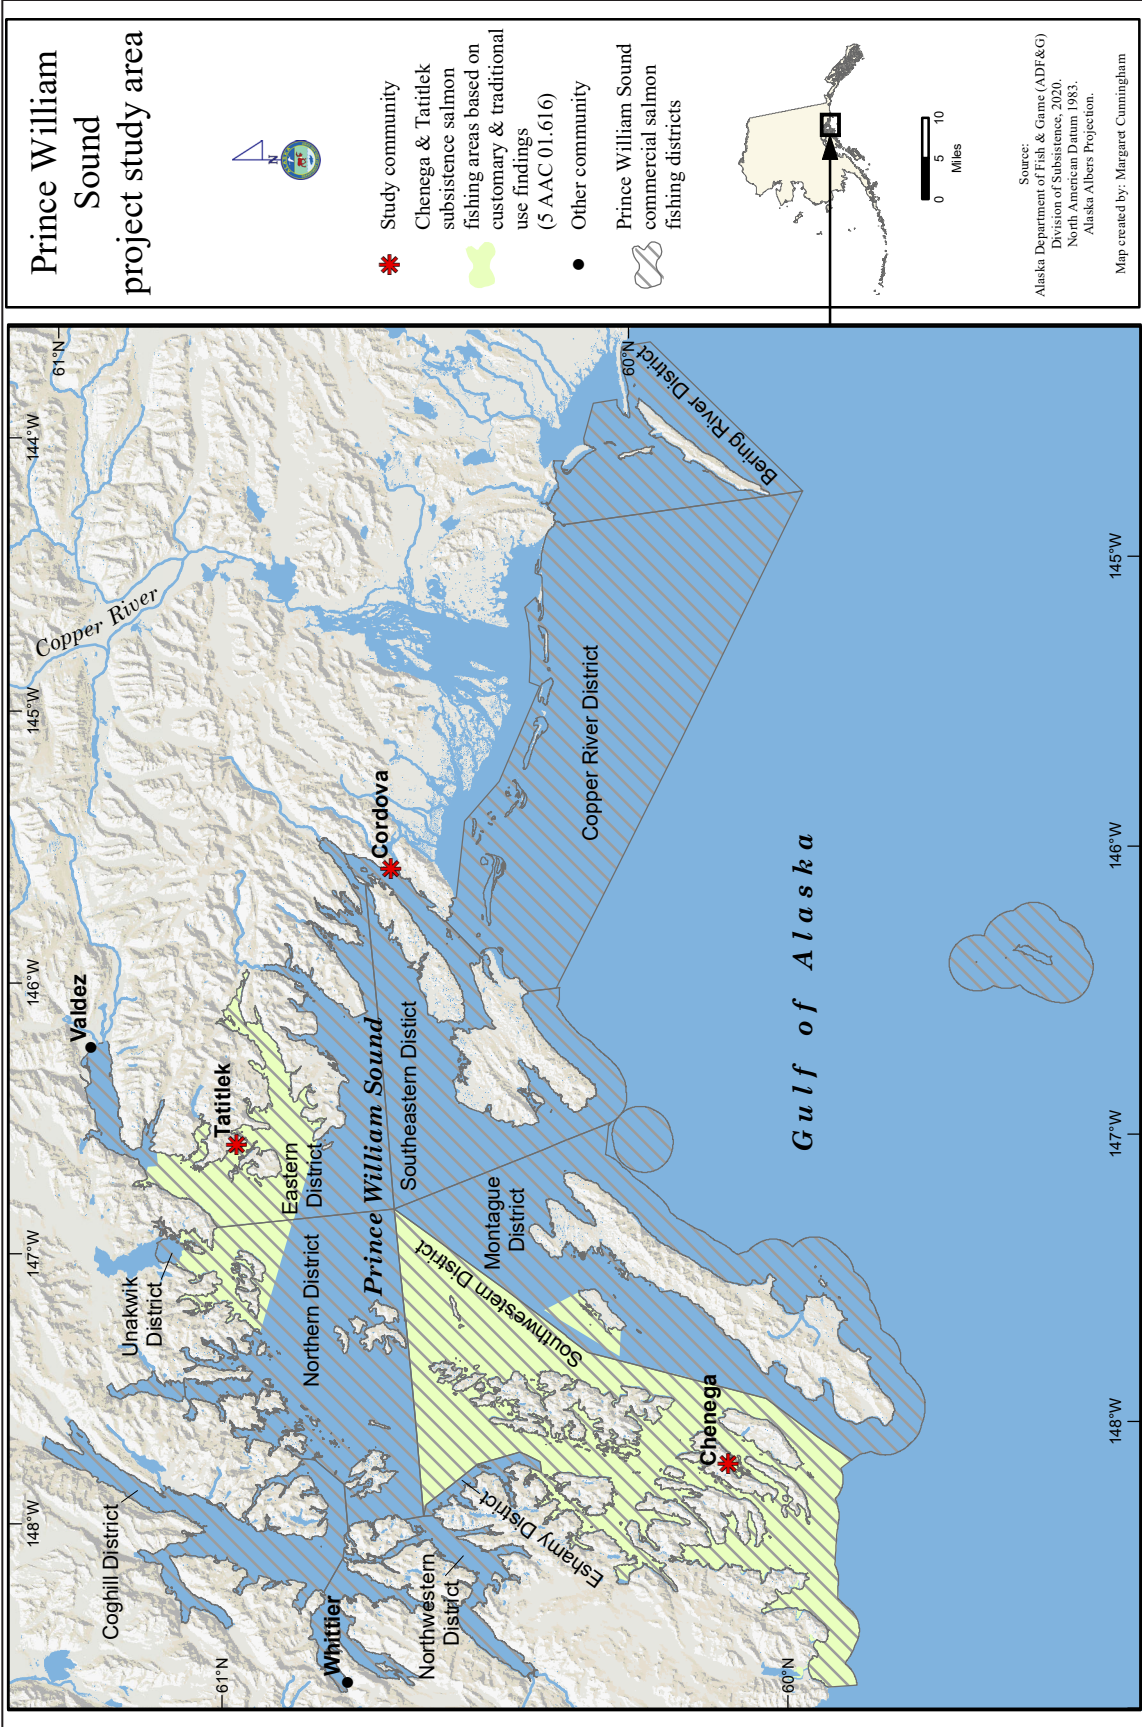 Prince William
Sound
project study area
N
Study community
Chenega & Tatitlek
subsistence salmon
fishing areas based on
customary & traditional
use findings
(5 AAC 01.616)
Other community
Prince William Sound
commercial salmon
fishing districts
0 5 10
Miles
Source:
Alaska Department of Fish & Game (ADF&G)
Division of Subsistence, 2020.
North American Datum 1983.
Alaska Albers Projection.
Map created by: Margaret Cunningham
148°W
147°W
146°W
145°W
144°W
61°N
61°N
60°N
60°N
148°W
147°W
146°W
145°W
Copper River
Valdez
Tatitlek
Cordova
Whittier
Chenega
Coghill District
Unakwik
District
Northern District
Eastern
District
Prince William Sound
Southeastern Distict
Northwestern
District
Eshamy District
Southwestern District
Montague
District
Copper River District
Bering River District
Gulf of Alaska